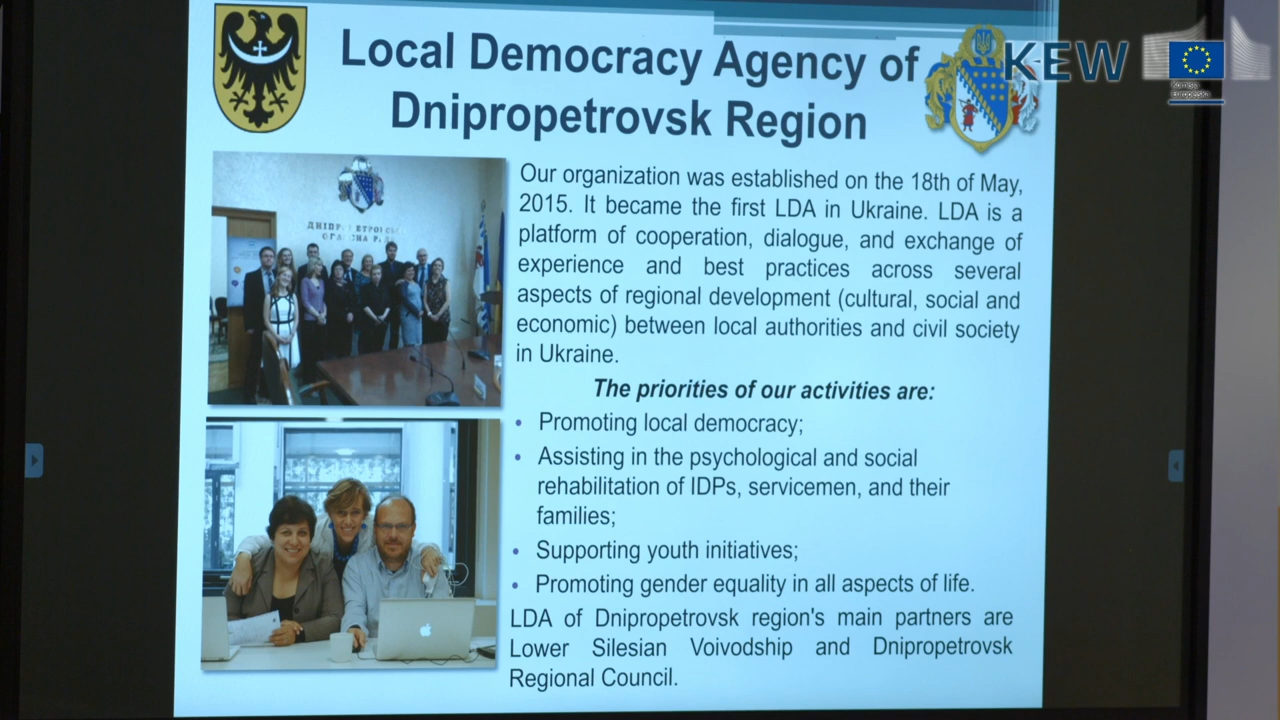 Local Democracy Agency of
Dnipropetrovsk Region
KEW
Komisja
Europejska
Our organization was established on the 18th of May,
2015. It became the first LDA in Ukraine. LDA is a
platform of cooperation, dialogue, and exchange of
experience and best practices across several
aspects of regional development (cultural, social and
economic) between local authorities and civil society
in Ukraine.
The priorities of our activities are:
• Promoting local democracy;
• Assisting in the psychological and social
rehabilitation of IDPs, servicemen, and their
families;
• Supporting youth initiatives;
• Promoting gender equality in all aspects of life.
LDA of Dnipropetrovsk region's main partners are
Lower Silesian Voivodship and Dnipropetrovsk
Regional Council.